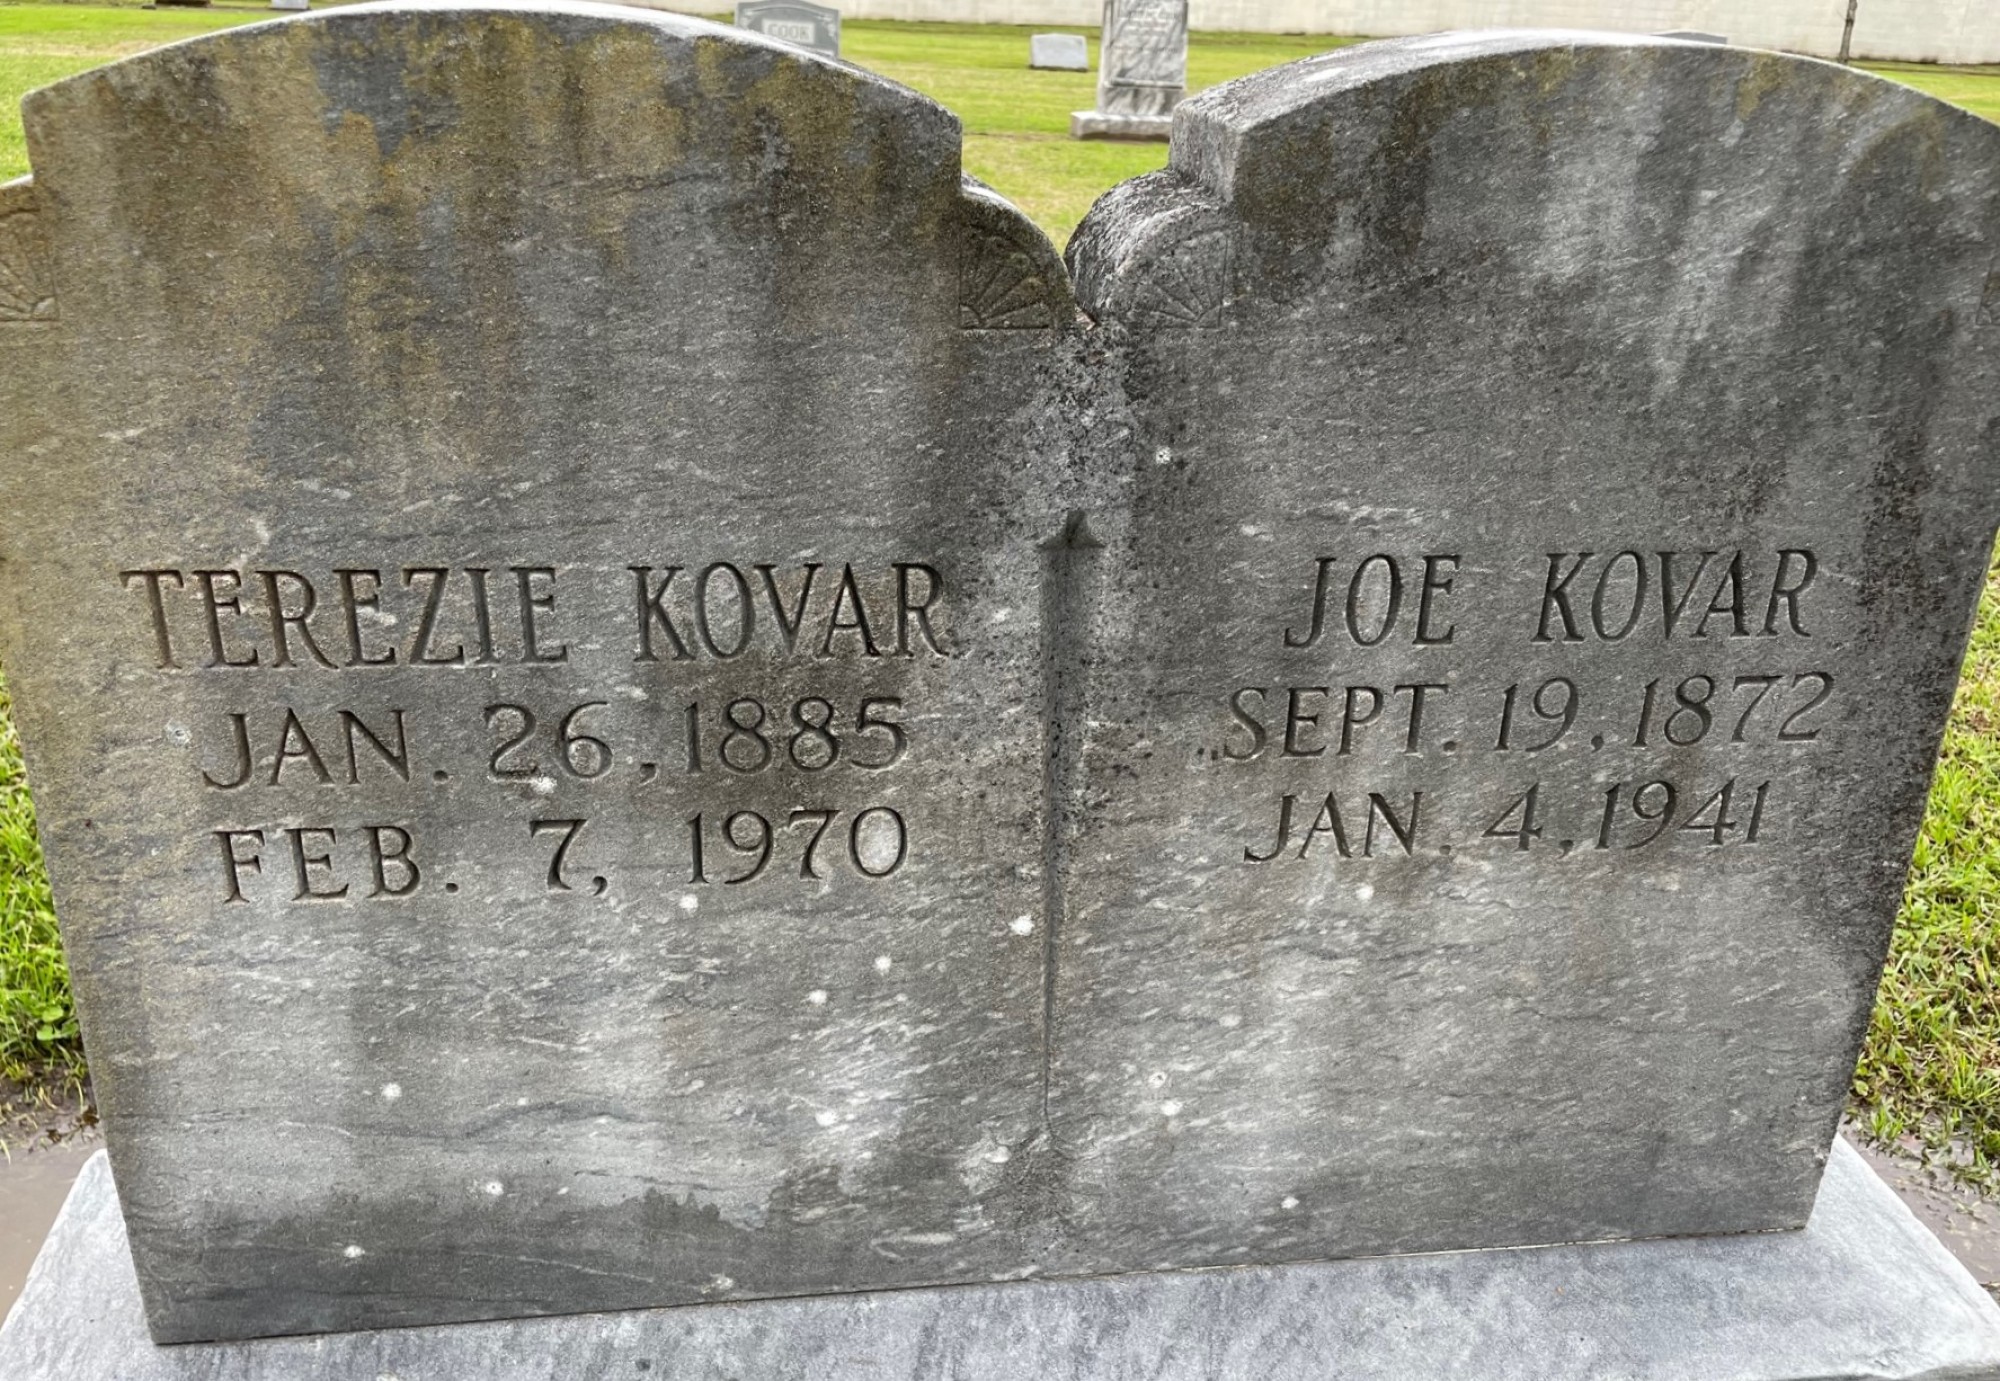 COOK
TEREZIE KOVAR
JAN. 26, 1885
FEB. 7, 1970
JOE KOVAR
SEPT. 19, 1872
JAN. 4, 1941